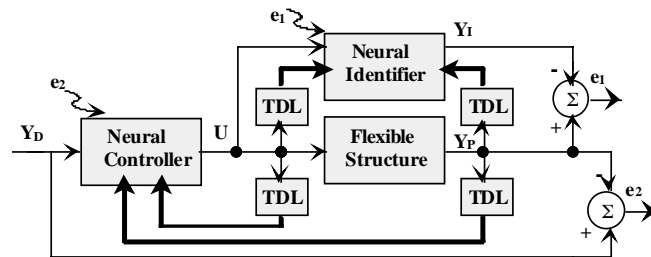 e1
Neural
Identifier
YI
-
Σ
e1
+
e2
TDL
TDL
YD
Neural
Controller
U
Flexible
Structure
YP
TDL
TDL
-
Σ
e2
+